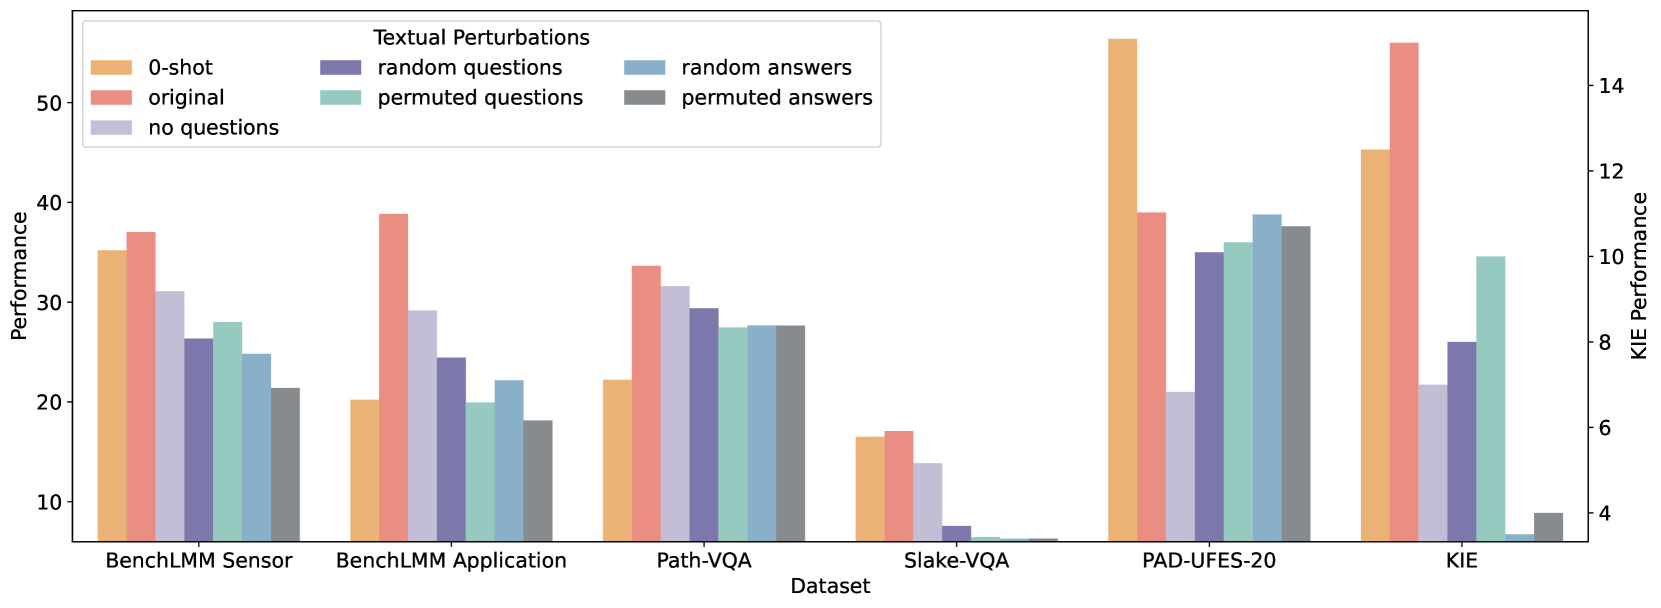 Textual Perturbations
0-shot
original
no questions
random questions
permuted questions
random answers
permuted answers
Performance
50
40
30
20
10
KIE Performance
14
12
10
8
6
4
BenchLMM Sensor
BenchLMM Application
Path-VQA
Slake-VQA
PAD-UFES-20
KIE
Dataset